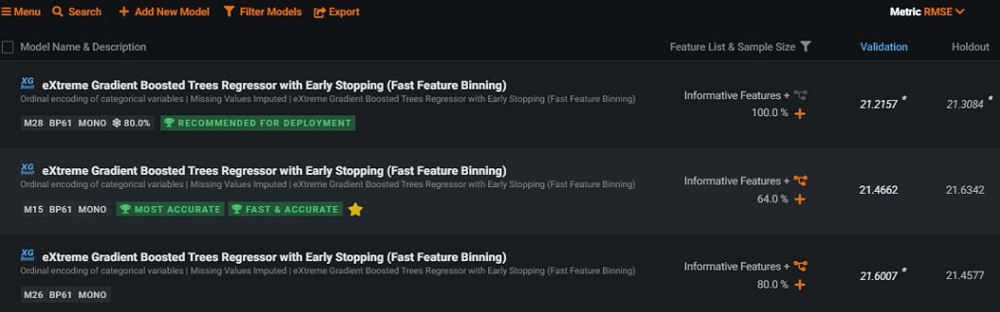 Menu Search + Add New Model Filter Models Export Metric RMSE
Model Name & Description Feature List & Sample Size Validation Holdout
XG Boost eXtreme Gradient Boosted Trees Regressor with Early Stopping (Fast Feature Binning)
Ordinal encoding of categorical variables | Missing Values Imputed | eXtreme Gradient Boosted Trees Regressor with Early Stopping (Fast Feature Binning)
Informative Features +
100.0 % +
21.2157 * 21.3084 *
M28 BP61 MONO 80.0% RECOMMENDED FOR DEPLOYMENT
XG Boost eXtreme Gradient Boosted Trees Regressor with Early Stopping (Fast Feature Binning)
Ordinal encoding of categorical variables | Missing Values Imputed | eXtreme Gradient Boosted Trees Regressor with Early Stopping (Fast Feature Binning)
Informative Features +
64.0 % +
21.4662 21.6342
M15 BP61 MONO MOST ACCURATE FAST & ACCURATE
XG Boost eXtreme Gradient Boosted Trees Regressor with Early Stopping (Fast Feature Binning)
Ordinal encoding of categorical variables | Missing Values Imputed | eXtreme Gradient Boosted Trees Regressor with Early Stopping (Fast Feature Binning)
Informative Features +
80.0 % +
21.6007 * 21.4577
M26 BP61 MONO